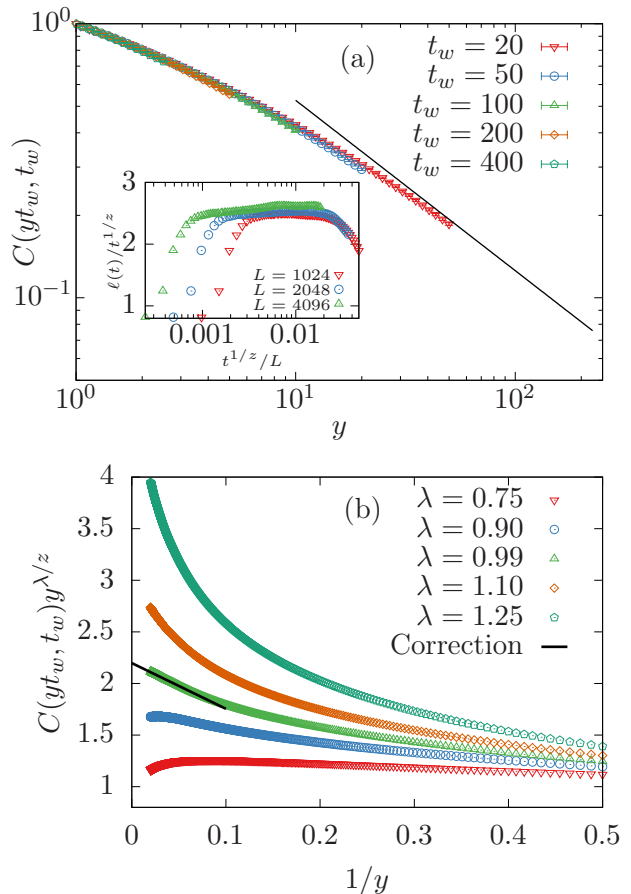 (a)
t_w = 20
t_w = 50
t_w = 100
t_w = 200
t_w = 400
C(yt_w, t_w)
10^0
10^{-1}
10^0
10^1
10^2
y
3
2
1
ℓ(t)/t^{1/z}
L = 1024
L = 2048
L = 4096
0.001
0.01
t^{1/z}/L
(b)
λ = 0.75
λ = 0.90
λ = 0.99
λ = 1.10
λ = 1.25
Correction
C(yt_w, t_w)y^{λ/z}
4
3.5
3
2.5
2
1.5
1
0
0.1
0.2
0.3
0.4
0.5
1/y